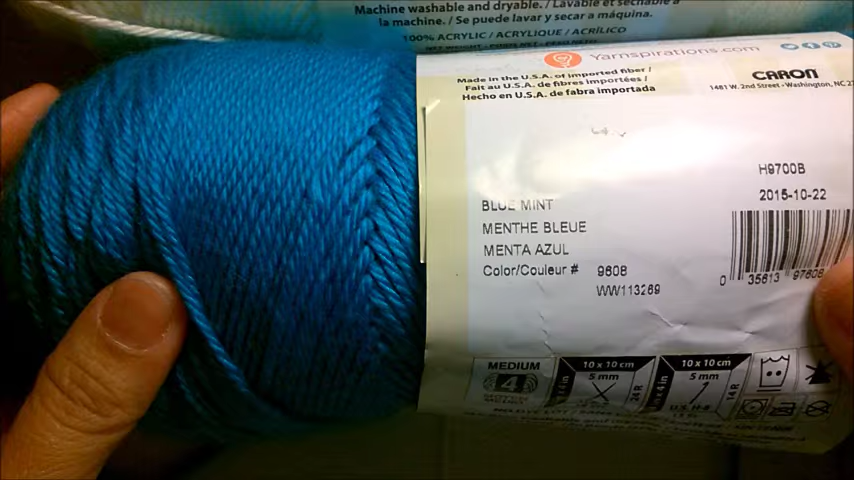 Machine washable and dryable. / Lavable et séchable à
la machine. / Se puede lavar y secar a máquina.
100% ACRYLIC / ACRYLIQUE / ACRÍLICO
Yarnspirations.com
Made in the U.S.A. of imported fiber /
Fait au U.S.A. de fibres importées /
Hecho en U.S.A. de fabra importada
CARON
1481 W. 2nd Street - Washington, NC 2
H9700B
2015-10-22
BLUE MINT
MENTHE BLEUE
MENTA AZUL
Color/Couleur # 9608
WW113269
0 35613 97608
MEDIUM
4
10 x 10 cm
5 mm
24 R
10 x 10 cm
5 mm
14 R